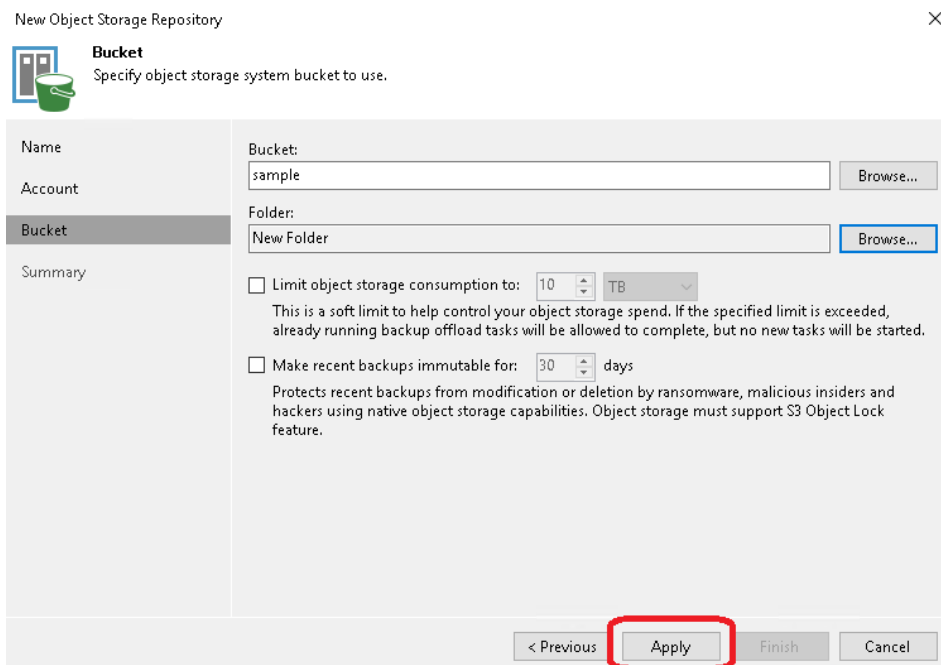 New Object Storage Repository
Bucket
Specify object storage system bucket to use.
Name
Account
Bucket
Summary
Bucket:
sample
Browse...
Folder:
New Folder
Browse...
Limit object storage consumption to: 10 TB
This is a soft limit to help control your object storage spend. If the specified limit is exceeded,
already running backup offload tasks will be allowed to complete, but no new tasks will be started.
Make recent backups immutable for: 30 days
Protects recent backups from modification or deletion by ransomware, malicious insiders and
hackers using native object storage capabilities. Object storage must support S3 Object Lock
feature.
< Previous
Apply
Finish
Cancel